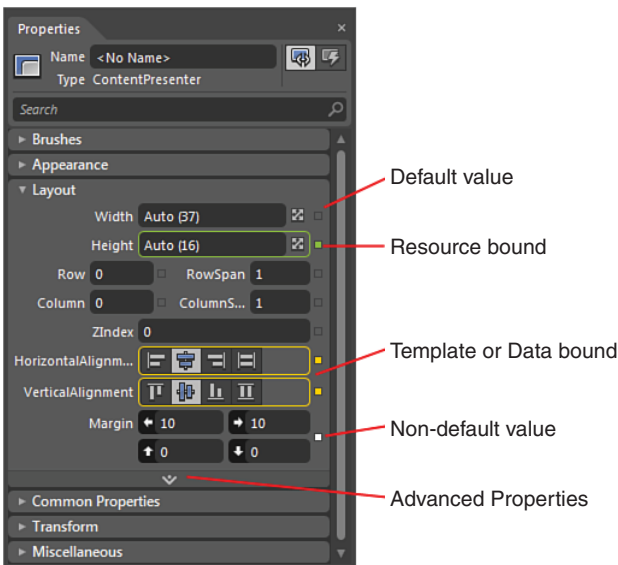 Properties
Name <No Name>
Type ContentPresenter
Search
Brushes
Appearance
Layout
Width Auto (37)
Height Auto (16)
Row 0 RowSpan 1
Column 0 ColumnS... 1
ZIndex 0
HorizontalAlignm...
VerticalAlignment
Margin 10 10
0 0
Common Properties
Transform
Miscellaneous
Default value
Resource bound
Template or Data bound
Non-default value
Advanced Properties